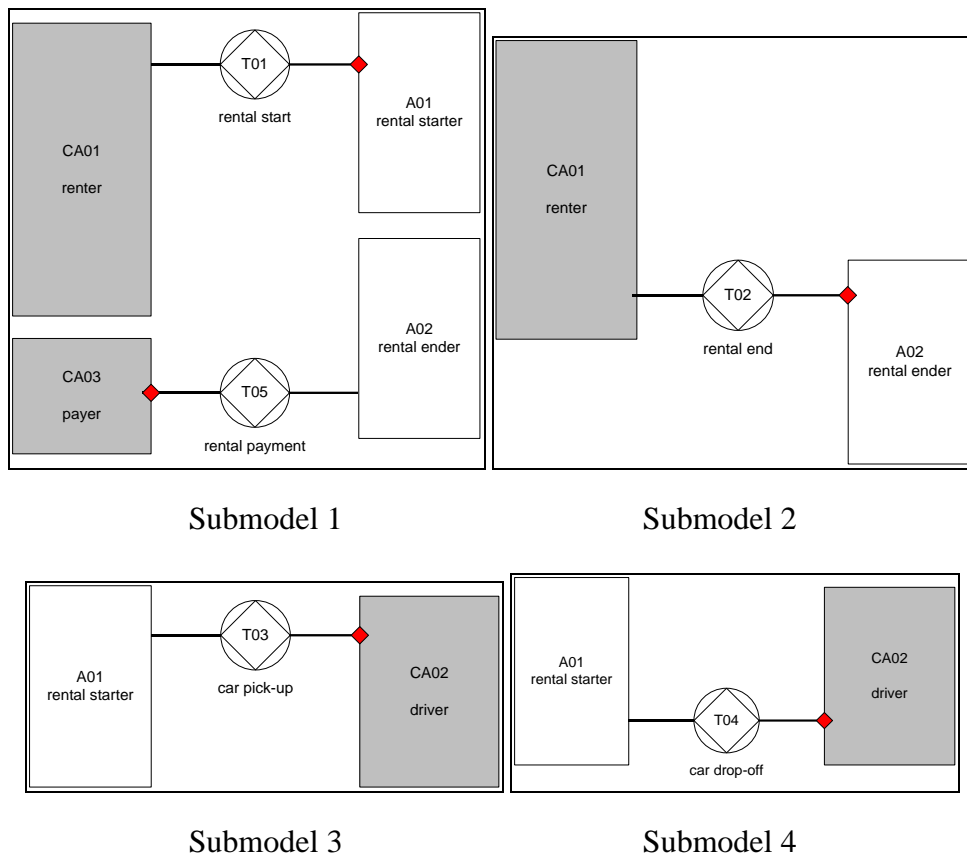 T01
rental start
A01
rental starter
CA01
renter
A02
rental ender
CA03
payer
T05
rental payment
CA01
renter
T02
rental end
A02
rental ender
Submodel 1
Submodel 2
A01
rental starter
T03
car pick-up
CA02
driver
A01
rental starter
T04
car drop-off
CA02
driver
Submodel 3
Submodel 4